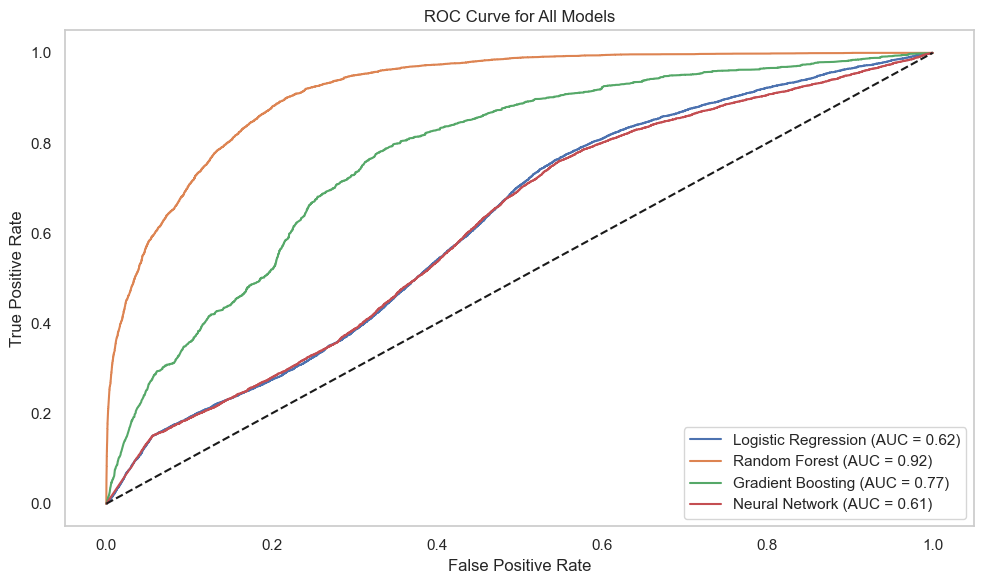 ROC Curve for All Models
True Positive Rate
1.0
0.8
0.6
0.4
0.2
0.0
Logistic Regression (AUC = 0.62)
Random Forest (AUC = 0.92)
Gradient Boosting (AUC = 0.77)
Neural Network (AUC = 0.61)
0.0 0.2 0.4 0.6 0.8 1.0
False Positive Rate